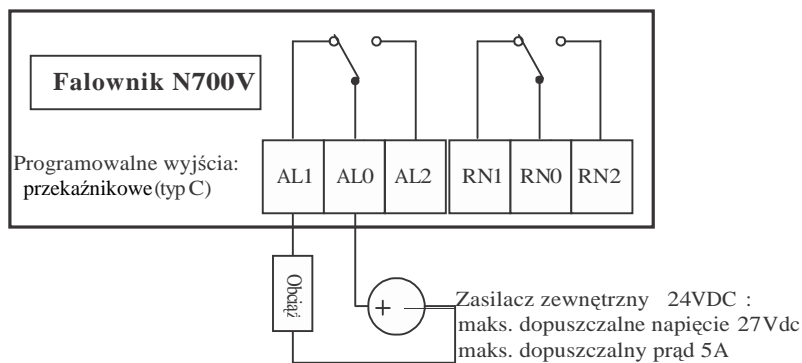 Falownik N700V
Programowalne wyjścia:
przekaźnikowe (typ C)
AL1 AL0 AL2 RN1 RN0 RN2
Obciąż
+
Zasilacz zewnętrzny 24VDC :
maks. dopuszczalne napięcie 27Vdc
maks. dopuszczalny prąd 5A